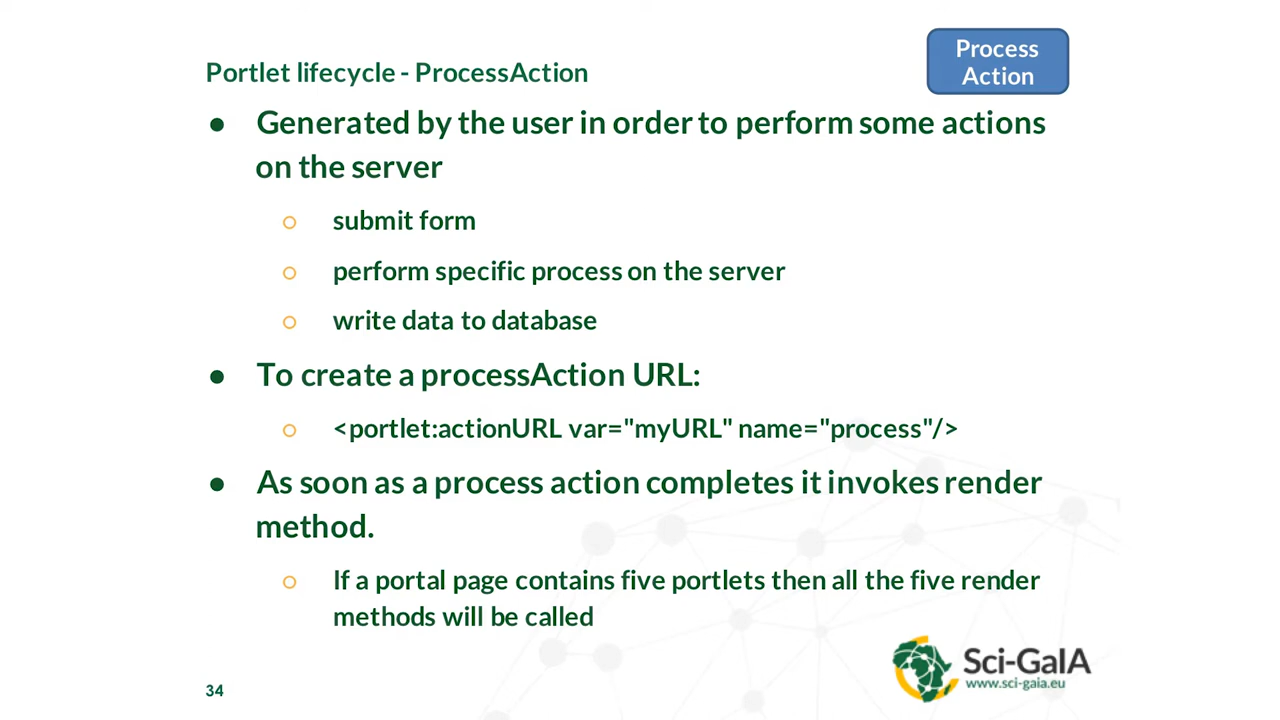 Process
Action
Portlet lifecycle - ProcessAction
● Generated by the user in order to perform some actions
on the server
○ submit form
○ perform specific process on the server
○ write data to database
● To create a processAction URL:
○ <portlet:actionURL var="myURL" name="process"/>
● As soon as a process action completes it invokes render
method.
○ If a portal page contains five portlets then all the five render
methods will be called
Sci-GaIA
www.sci-gaia.eu
34